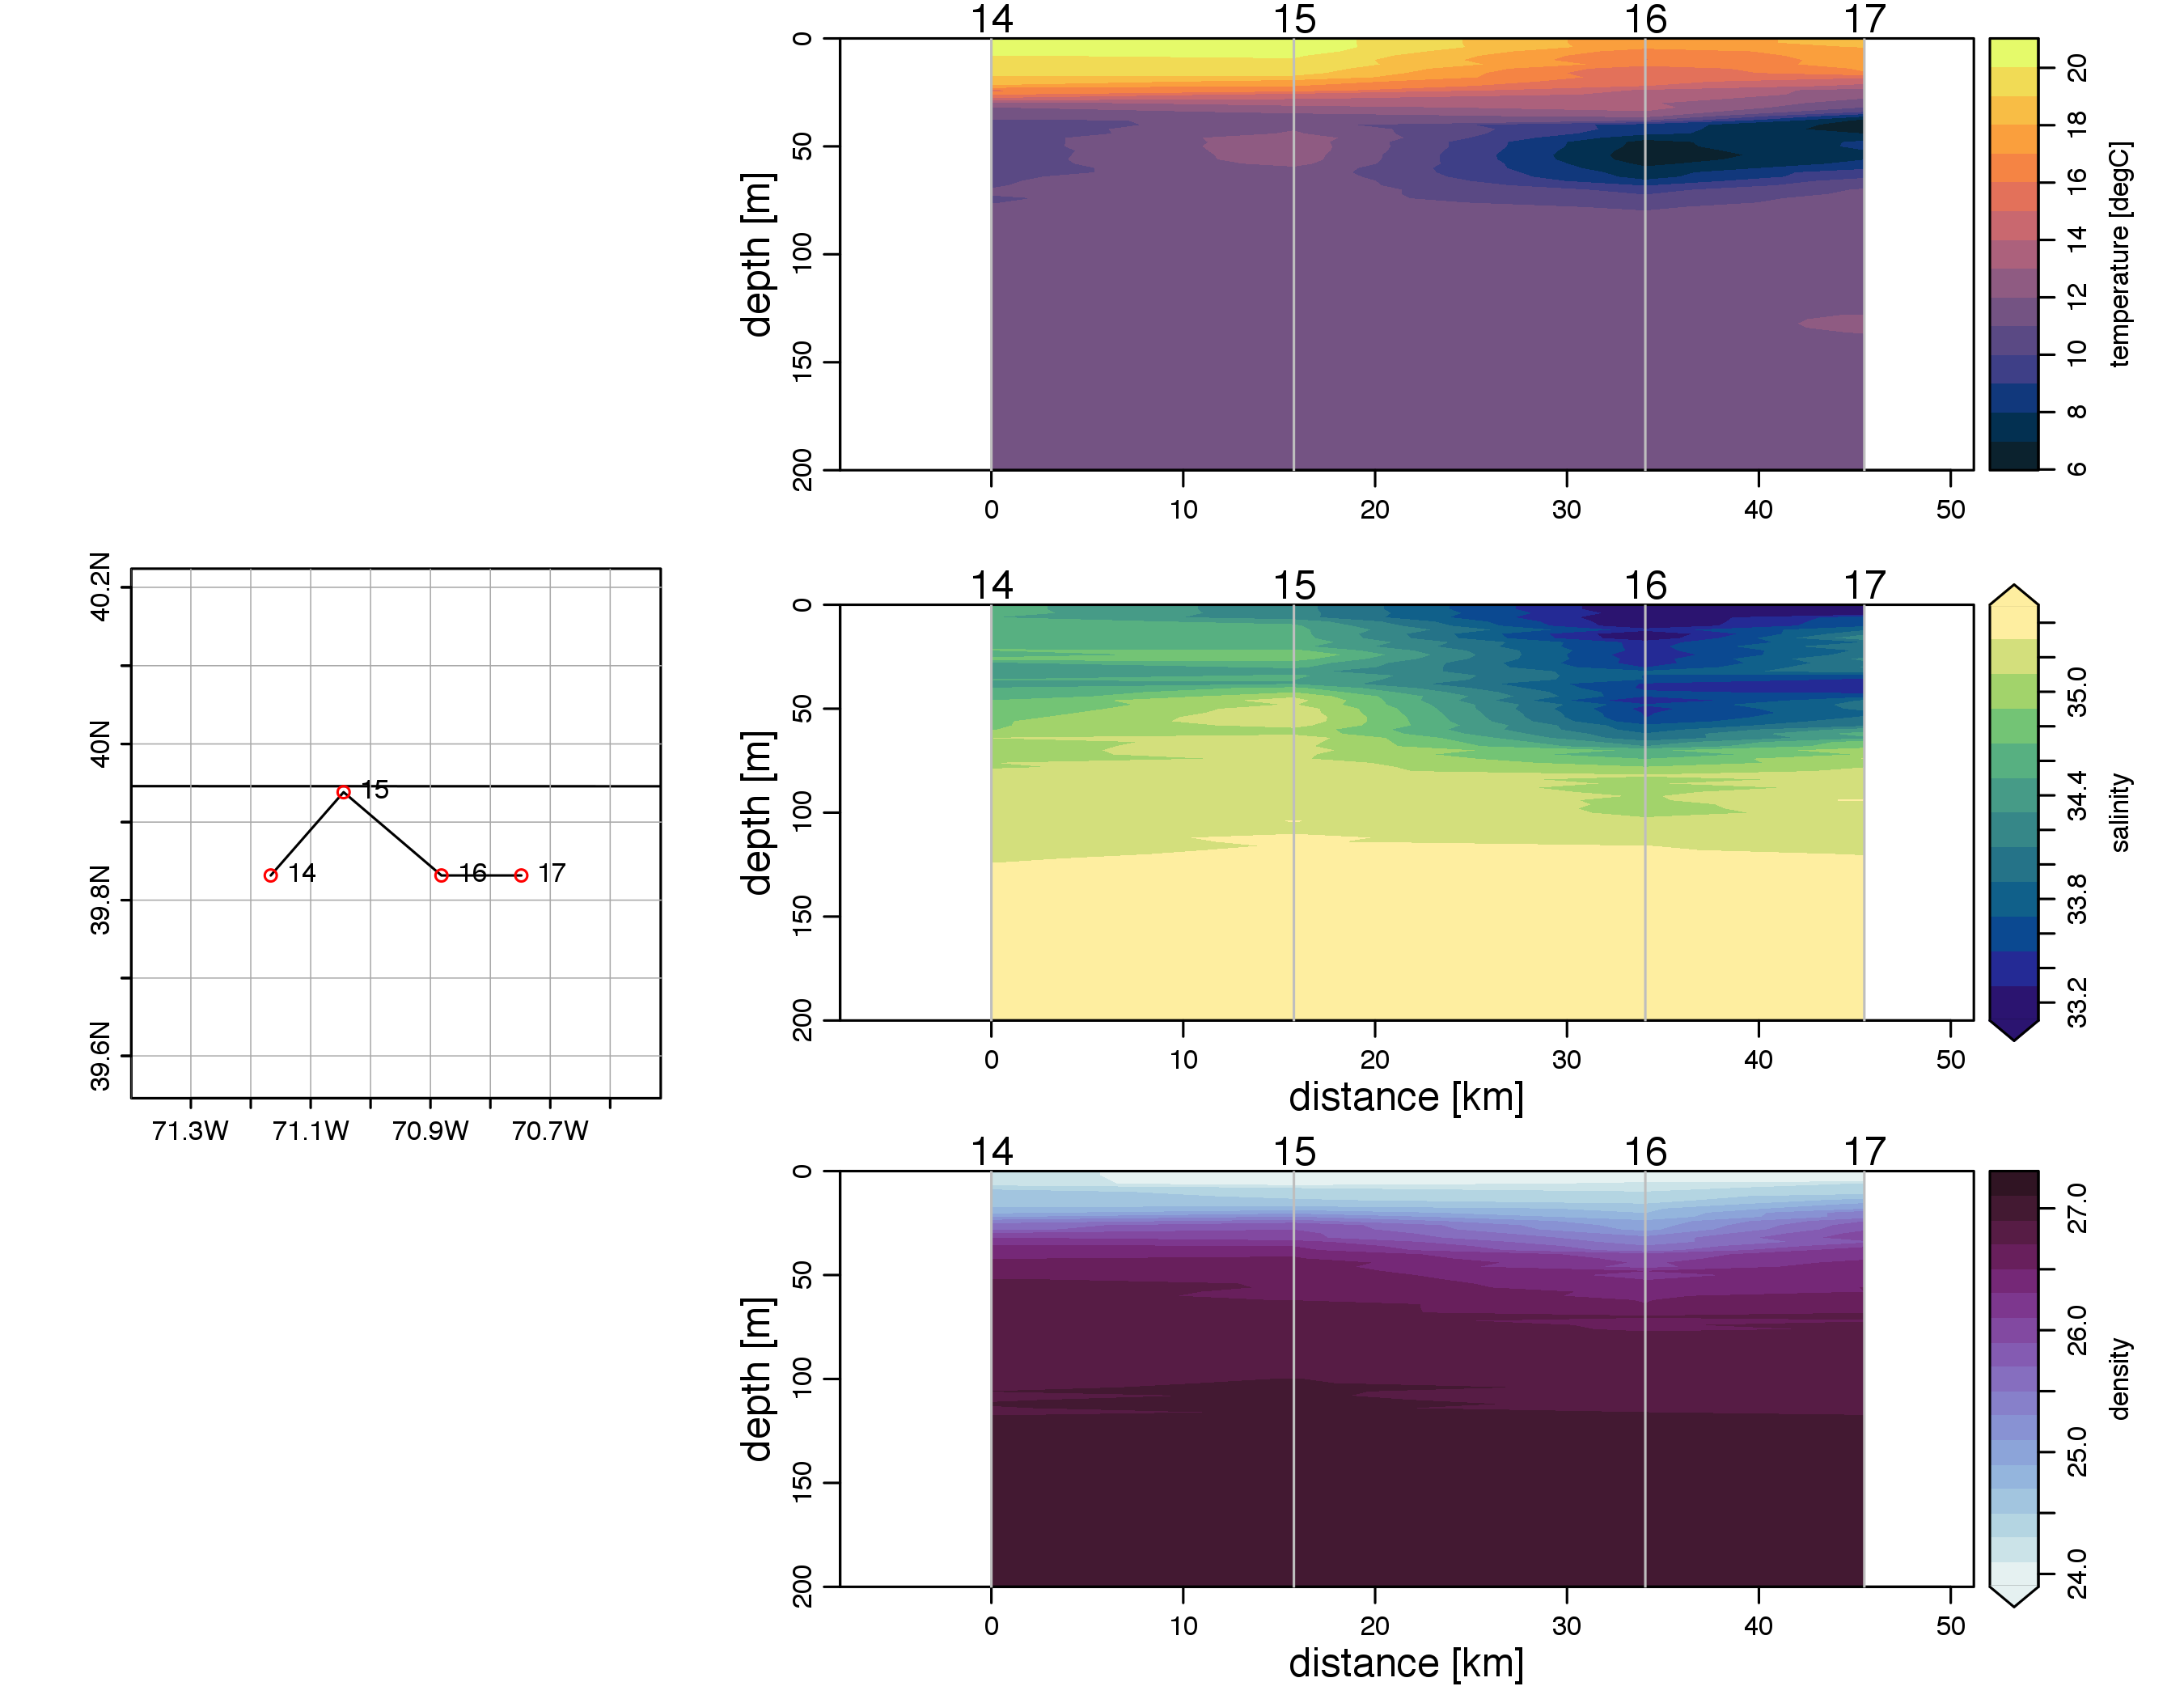 14 15 16 17
0
50
100
150
200
depth [m]
0 10 20 30 40 50
20
18
16
14
12
10
8
6
temperature [degC]
40.2N
40N
39.8N
39.6N
15
14
16
17
71.3W 71.1W 70.9W 70.7W
14 15 16 17
0
50
100
150
200
depth [m]
0 10 20 30 40 50
distance [km]
35.0
34.4
33.8
33.2
salinity
14 15 16 17
0
50
100
150
200
depth [m]
0 10 20 30 40 50
distance [km]
27.0
26.0
25.0
24.0
density